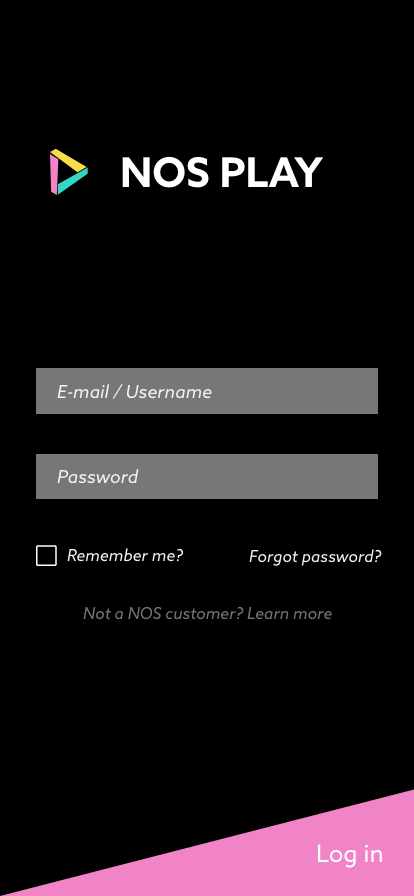 NOS PLAY
E-mail / Username
Password
Remember me? Forgot password?
Not a NOS customer? Learn more
Log in